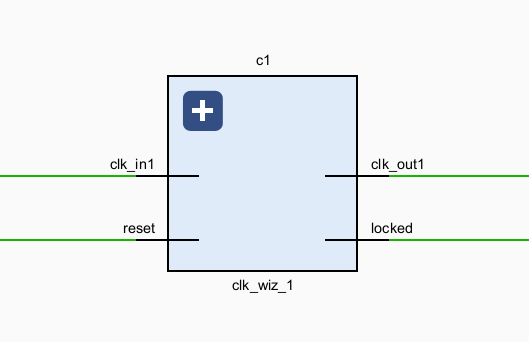 c1
clk_in1
clk_out1
reset
locked
clk_wiz_1